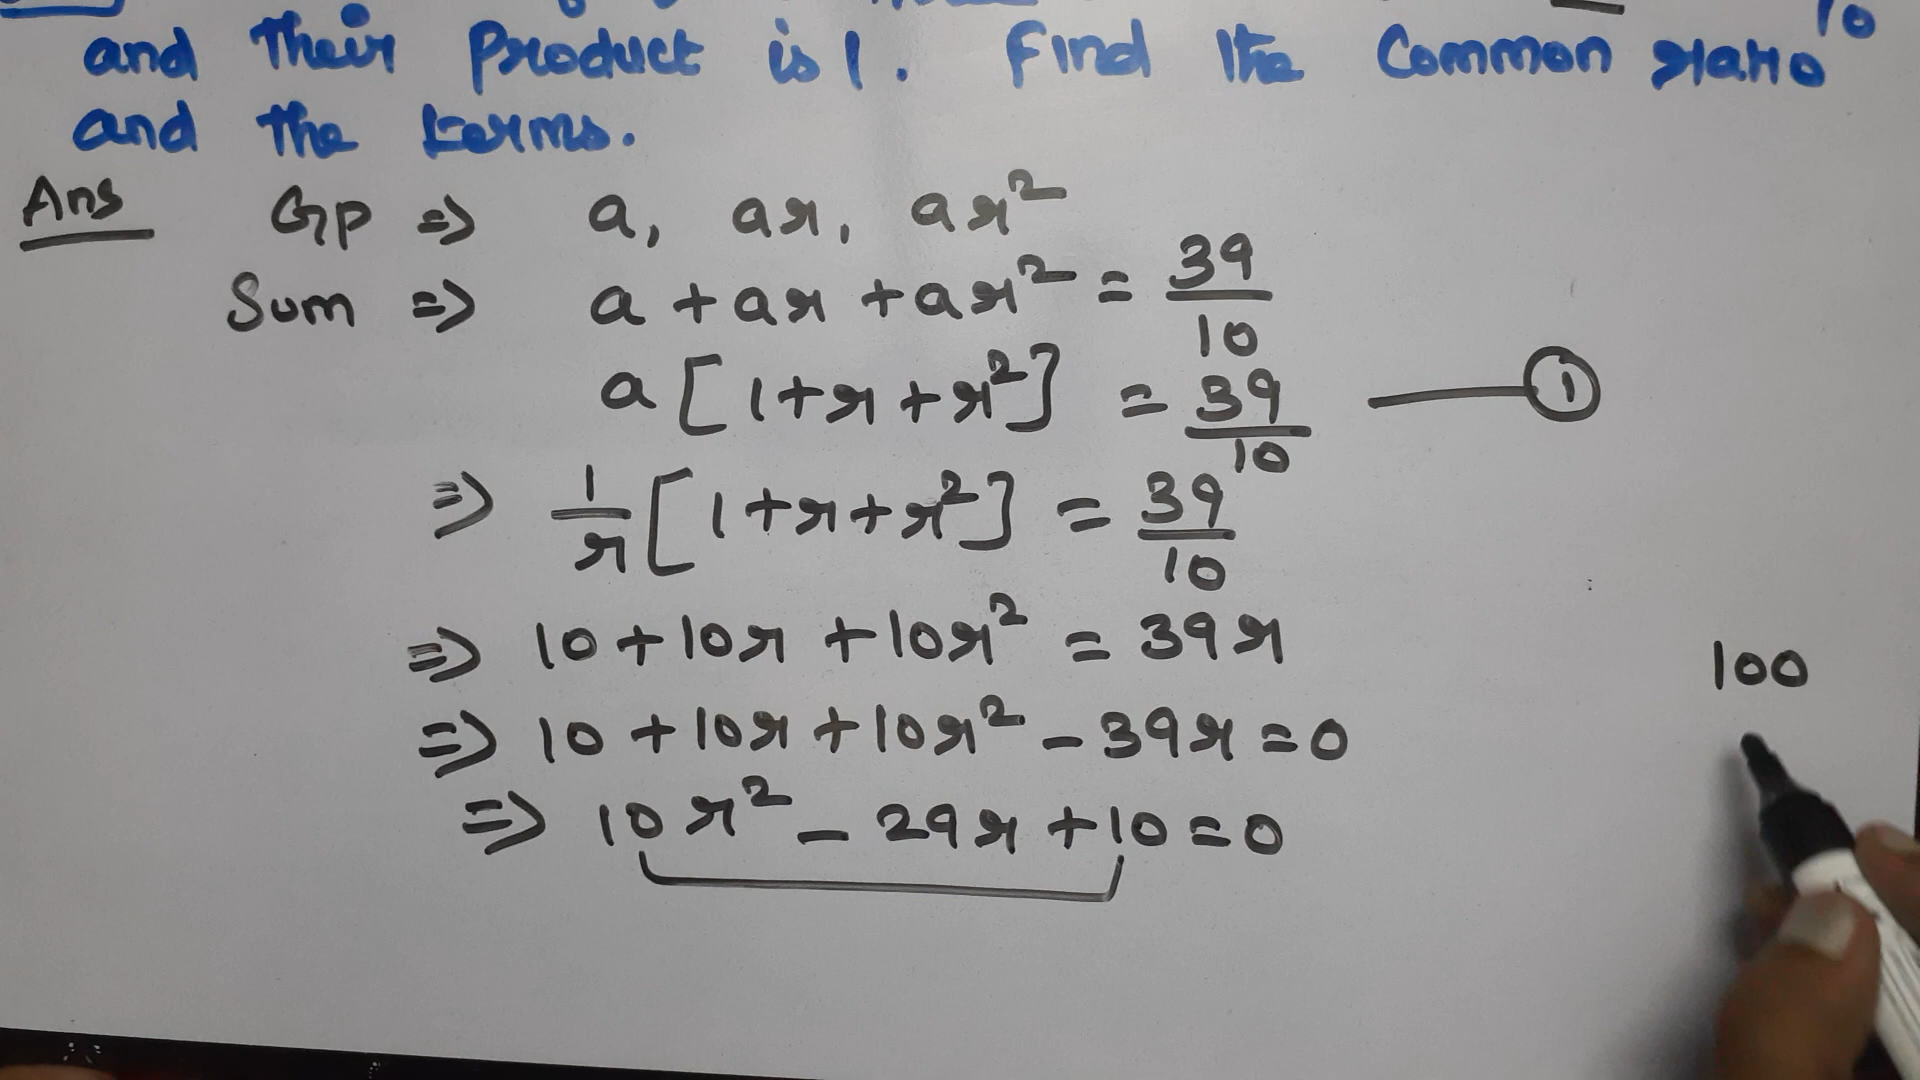 10
and their product is 1. Find the Common ratio
and the terms.
Ans GP ⇒ a, ar, ar²
Sum ⇒ a + ar + ar² = 39/10
a [1+r+r²] = 39/10 —— ①
⇒ 1/r [1+r+r²] = 39/10
⇒ 10 + 10r + 10r² = 39r
100
⇒ 10 + 10r + 10r² - 39r = 0
⇒ 10r² - 29r + 10 = 0